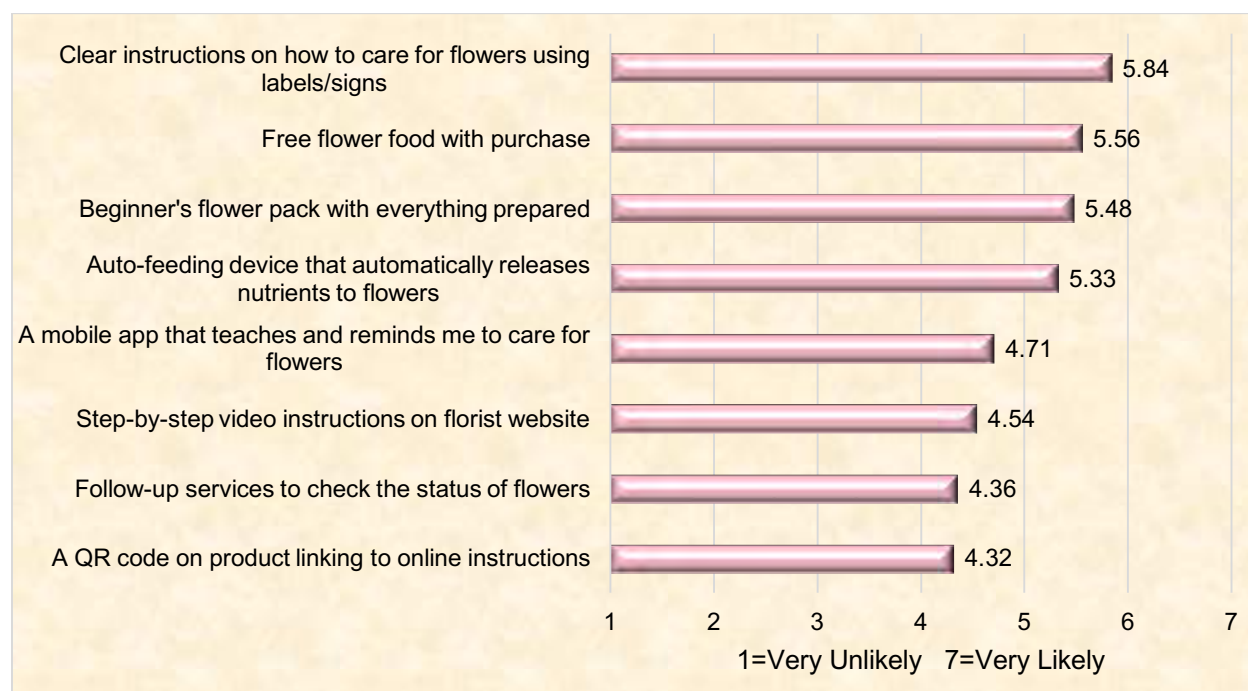 Clear instructions on how to care for flowers using
labels/signs
5.84
Free flower food with purchase
5.56
Beginner's flower pack with everything prepared
5.48
Auto-feeding device that automatically releases
nutrients to flowers
5.33
A mobile app that teaches and reminds me to care for
flowers
4.71
Step-by-step video instructions on florist website
4.54
Follow-up services to check the status of flowers
4.36
A QR code on product linking to online instructions
4.32
1 2 3 4 5 6 7
1=Very Unlikely 7=Very Likely